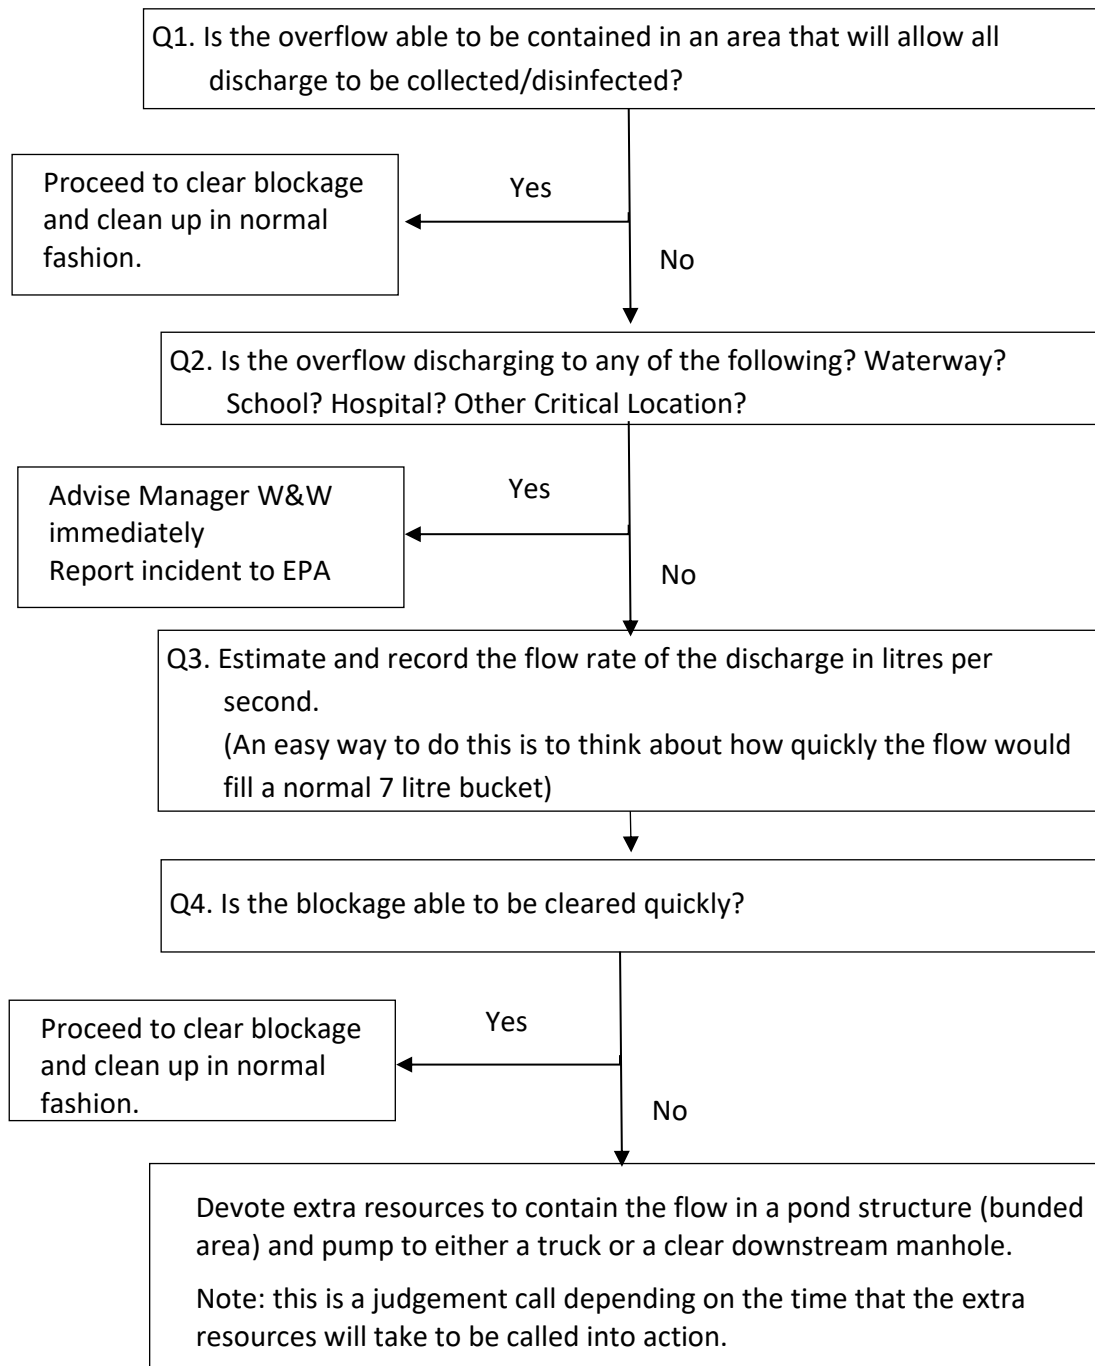 Q1. Is the overflow able to be contained in an area that will allow all
discharge to be collected/disinfected?
Yes
Proceed to clear blockage
and clean up in normal
fashion.
No
Q2. Is the overflow discharging to any of the following? Waterway?
School? Hospital? Other Critical Location?
Yes
Advise Manager W&W
immediately
Report incident to EPA
No
Q3. Estimate and record the flow rate of the discharge in litres per
second.
(An easy way to do this is to think about how quickly the flow would
fill a normal 7 litre bucket)
Q4. Is the blockage able to be cleared quickly?
Yes
Proceed to clear blockage
and clean up in normal
fashion.
No
Devote extra resources to contain the flow in a pond structure (bunded
area) and pump to either a truck or a clear downstream manhole.
Note: this is a judgement call depending on the time that the extra
resources will take to be called into action.